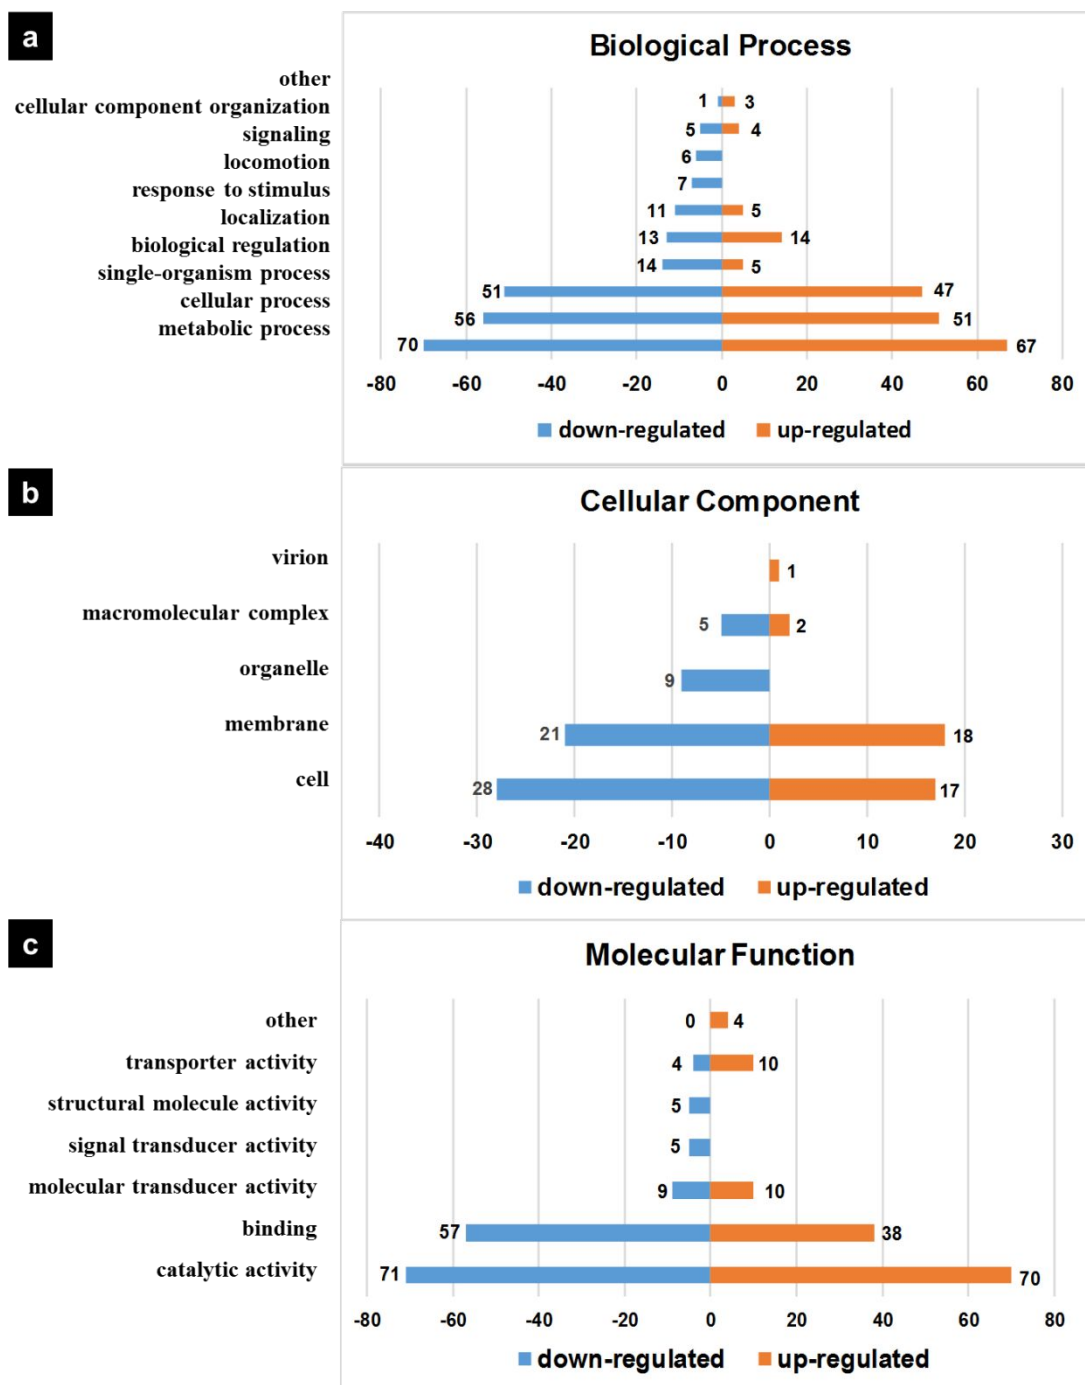 a
Biological Process
other
1 3
cellular component organization
5 4
signaling
6
locomotion
7
response to stimulus
11 5
localization
13 14
biological regulation
14 5
single-organism process
51 47
cellular process
56 51
metabolic process
70 67
-80 -60 -40 -20 0 20 40 60 80
down-regulated up-regulated
b
Cellular Component
virion
1
macromolecular complex
5 2
organelle
9
membrane
21 18
cell
28 17
-40 -30 -20 -10 0 10 20 30
down-regulated up-regulated
c
Molecular Function
other
0 4
transporter activity
4 10
structural molecule activity
5
signal transducer activity
5
molecular transducer activity
9 10
binding
57 38
catalytic activity
71 70
-80 -60 -40 -20 0 20 40 60 80
down-regulated up-regulated